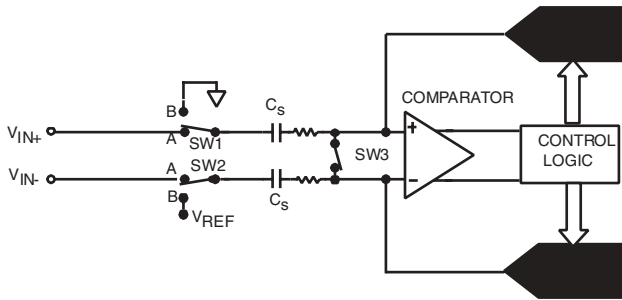 B
C_S
COMPARATOR
V_IN+
A
SW1
+
SW3
CONTROL
LOGIC
V_IN-
A
SW2
−
B
C_S
V_REF